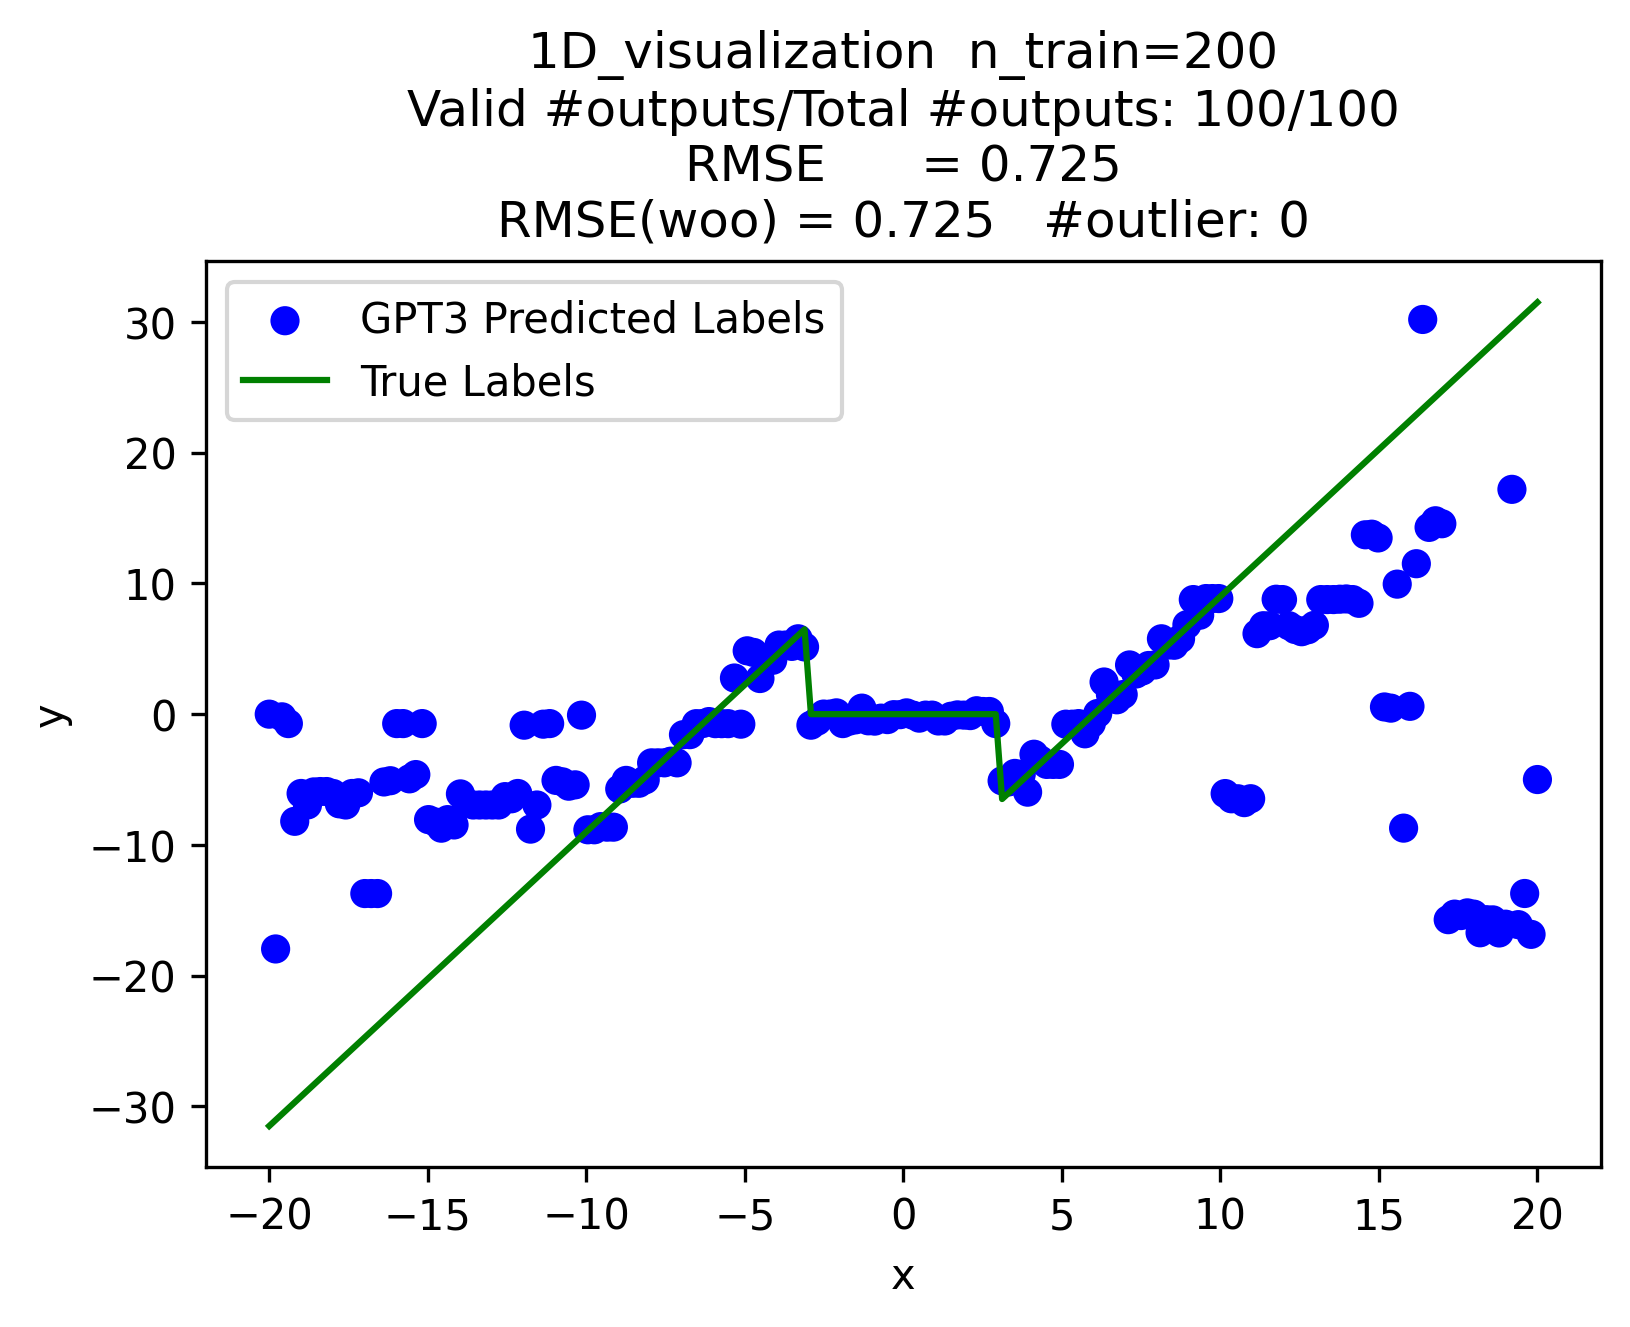 1D_visualization  n_train=200
Valid #outputs/Total #outputs: 100/100
RMSE      = 0.725
RMSE(woo) = 0.725   #outlier: 0
GPT3 Predicted Labels
True Labels
30
20
10
0
−10
−20
−30
y
−20 −15 −10 −5 0 5 10 15 20
x